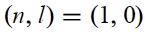 (n, l) = (1, 0)